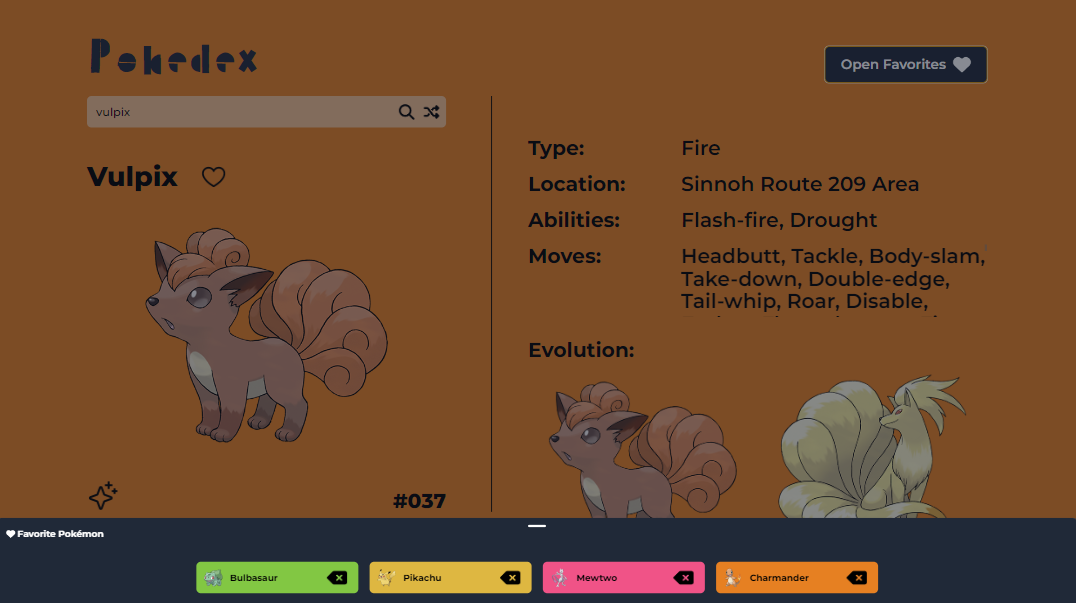 Pokedex
Open Favorites
vulpix
Vulpix
#037
Type: Fire
Location: Sinnoh Route 209 Area
Abilities: Flash-fire, Drought
Moves: Headbutt, Tackle, Body-slam,
Take-down, Double-edge,
Tail-whip, Roar, Disable,
Evolution:
Favorite Pokémon
Bulbasaur
Pikachu
Mewtwo
Charmander